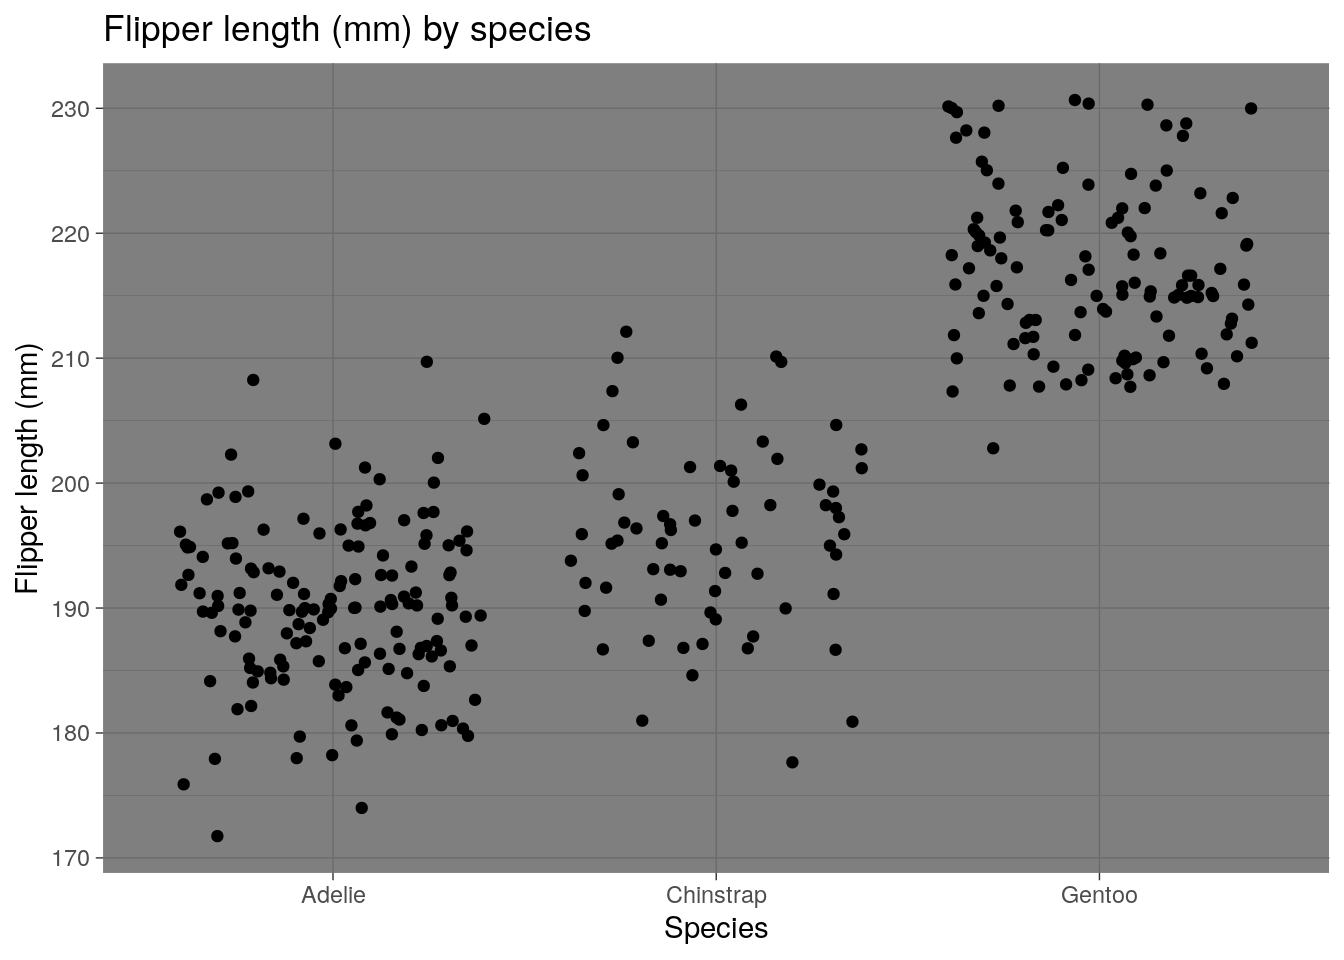 Flipper length (mm) by species
Flipper length (mm)
230
220
210
200
190
180
170
Adelie
Chinstrap
Gentoo
Species